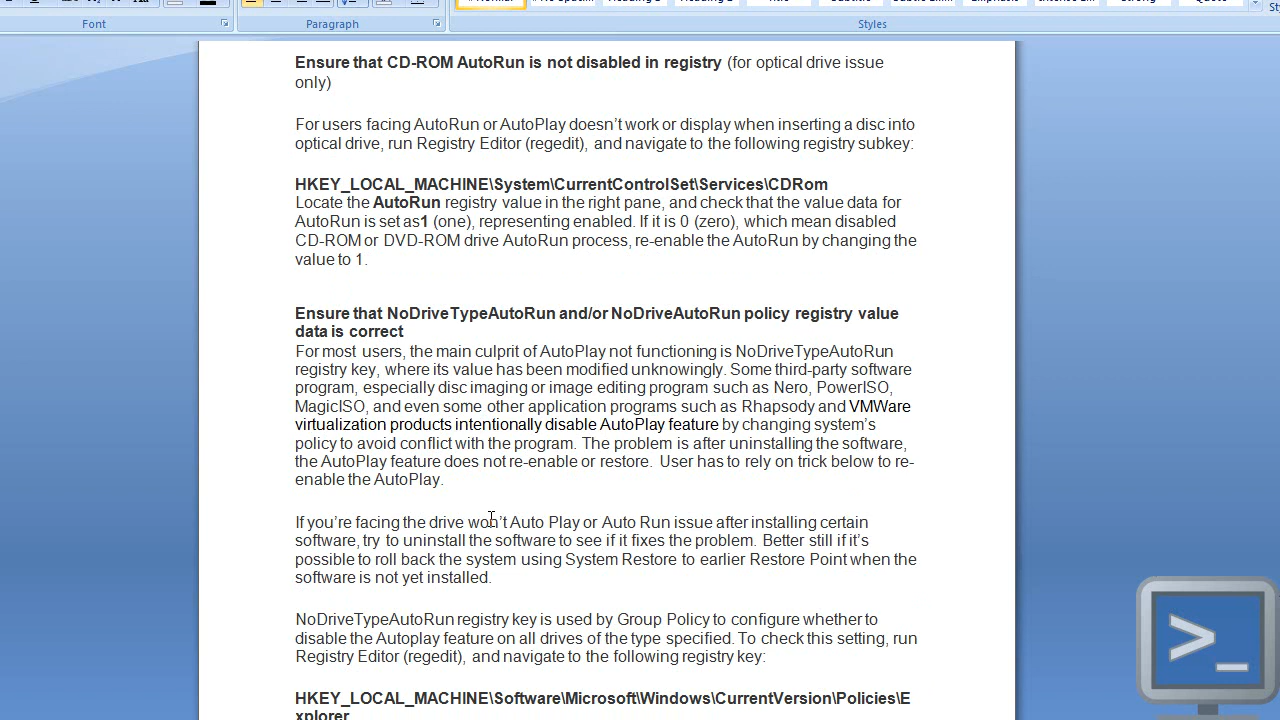 Font
Paragraph
Styles
Ensure that CD-ROM AutoRun is not disabled in registry (for optical drive issue
only)
For users facing AutoRun or AutoPlay doesn't work or display when inserting a disc into
optical drive, run Registry Editor (regedit), and navigate to the following registry subkey:
HKEY_LOCAL_MACHINE\System\CurrentControlSet\Services\CDRom
Locate the AutoRun registry value in the right pane, and check that the value data for
AutoRun is set as1 (one), representing enabled. If it is 0 (zero), which mean disabled
CD-ROM or DVD-ROM drive AutoRun process, re-enable the AutoRun by changing the
value to 1.
Ensure that NoDriveTypeAutoRun and/or NoDriveAutoRun policy registry value
data is correct
For most users, the main culprit of AutoPlay not functioning is NoDriveTypeAutoRun
registry key, where its value has been modified unknowingly. Some third-party software
program, especially disc imaging or image editing program such as Nero, PowerISO,
MagicISO, and even some other application programs such as Rhapsody and VMWare
virtualization products intentionally disable AutoPlay feature by changing system's
policy to avoid conflict with the program. The problem is after uninstalling the software,
the AutoPlay feature does not re-enable or restore. User has to rely on trick below to re-
enable the AutoPlay.
If you're facing the drive won't Auto Play or Auto Run issue after installing certain
software, try to uninstall the software to see if it fixes the problem. Better still if it's
possible to roll back the system using System Restore to earlier Restore Point when the
software is not yet installed.
NoDriveTypeAutoRun registry key is used by Group Policy to configure whether to
disable the Autoplay feature on all drives of the type specified. To check this setting, run
Registry Editor (regedit), and navigate to the following registry key:
HKEY_LOCAL_MACHINE\Software\Microsoft\Windows\CurrentVersion\Policies\E
xplorer
>_